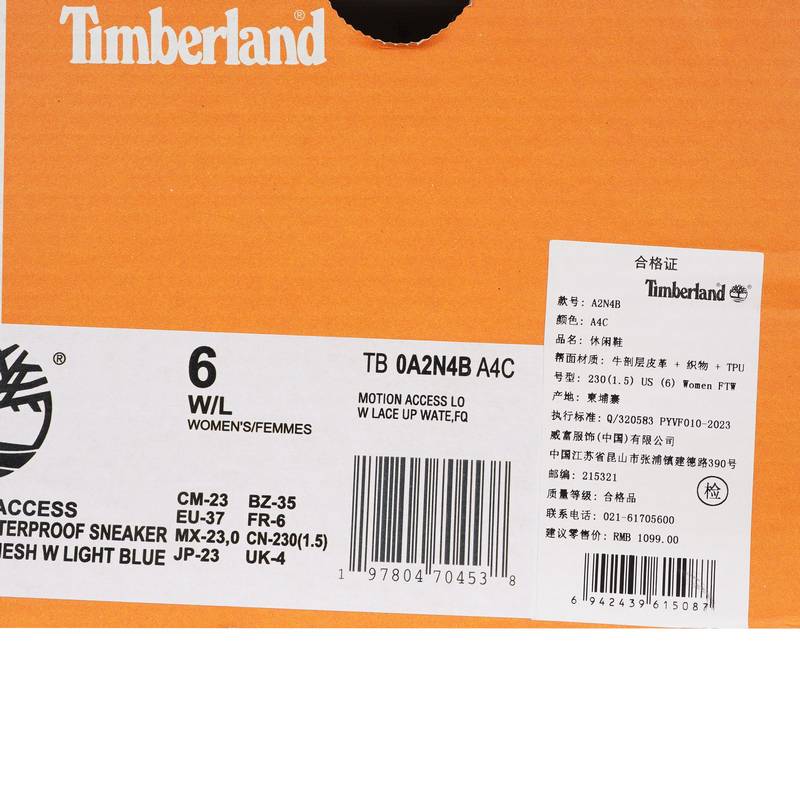 Timberland®
®
6
W/L
WOMEN'S/FEMMES
TB 0A2N4B A4C
MOTION ACCESS LO
W LACE UP WATE,FQ
ACCESS
TERPROOF SNEAKER
MESH W LIGHT BLUE
CM-23 BZ-35
EU-37 FR-6
MX-23,0 CN-230(1.5)
JP-23 UK-4
1 97804 70453 8
合格证
Timberland
款号: A2N4B
颜色: A4C
品名: 休闲鞋
帮面材质: 牛剖层皮革 + 织物 + TPU
号型: 230(1.5) US (6) Women FTW
产地: 柬埔寨
执行标准: Q/320583 PYVF010-2023
威富服饰(中国)有限公司
中国江苏省昆山市张浦镇建德路390号
邮编: 215321
质量等级: 合格品
检
联系电话: 021-61705600
建议零售价: RMB 1099.00
6 942439 615087